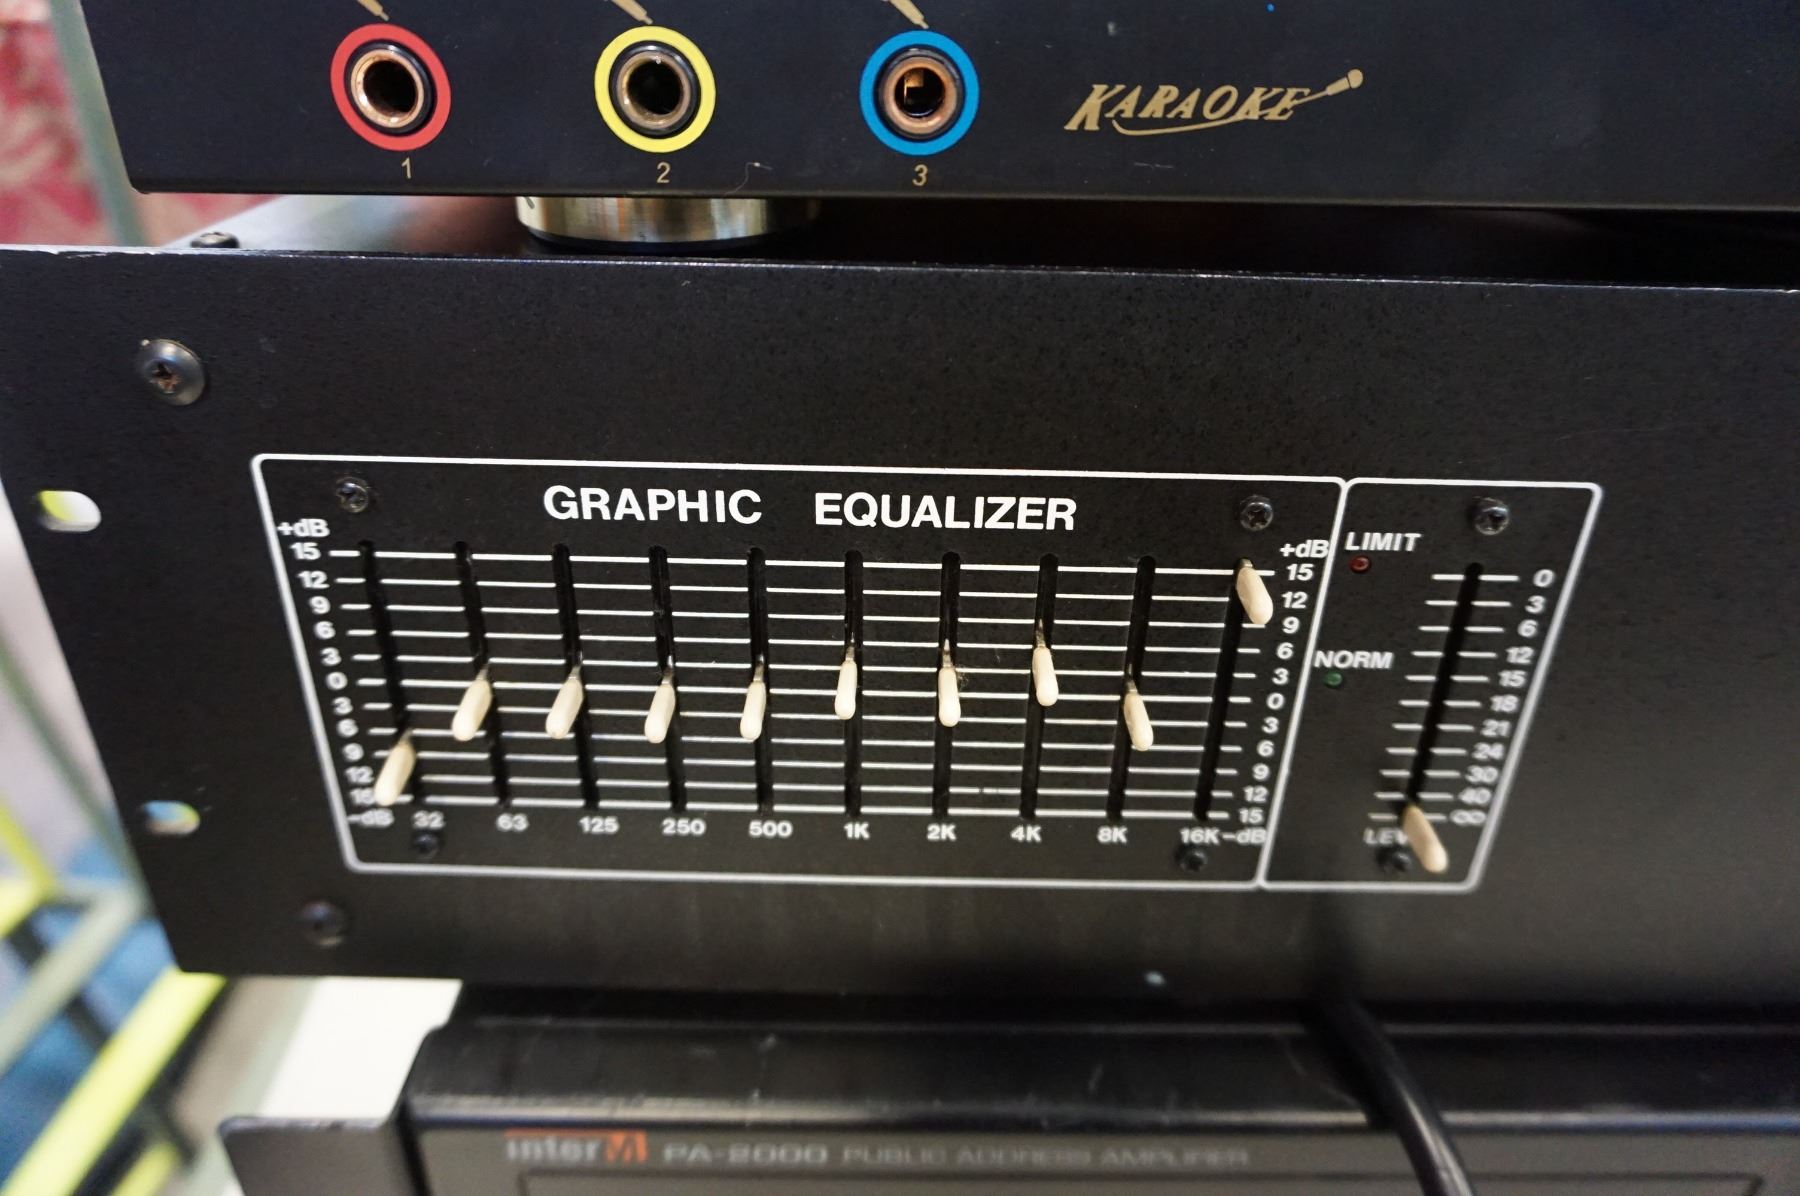 1 2 3
KARAOKE
GRAPHIC EQUALIZER
+dB
15
12
9
6
3
0
3
6
9
12
-dB
32 63 125 250 500 1K 2K 4K 8K 16K
+dB
15
12
9
6
3
0
3
6
9
12
15
-dB
LIMIT
NORM
0
3
6
12
15
18
21
24
30
40
∞
inter M PA-2000 PUBLIC ADDRESS AMPLIFIER